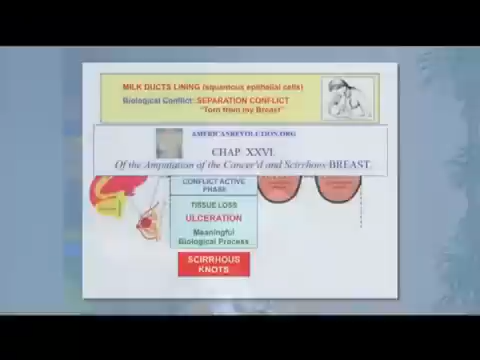 MILK DUCTS LINING (squamous epithelial cells)
Biological Conflict: SEPARATION CONFLICT
"Torn from my Breast"
AMERICANREVOLUTION.ORG
CHAP. XXVI.
Of the Amputation of the Cancer'd and Scirrhous BREAST.
CONFLICT ACTIVE
PHASE
TISSUE LOSS
ULCERATION
Meaningful
Biological Process
SCIRRHOUS
KNOTS